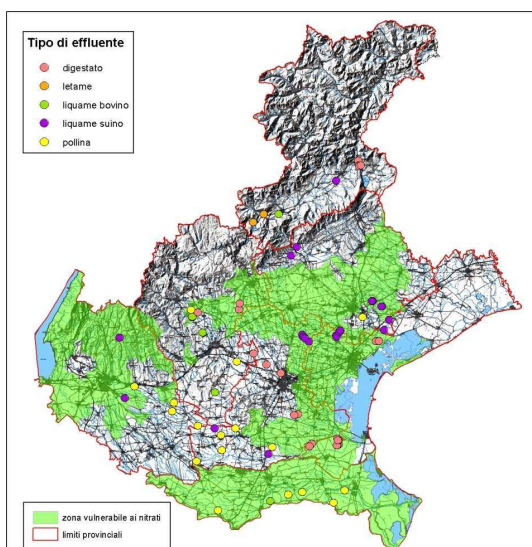 Tipo di effluente
digestato
letame
liquame bovino
liquame suino
pollina
zona vulnerabile ai nitrati
limiti provinciali